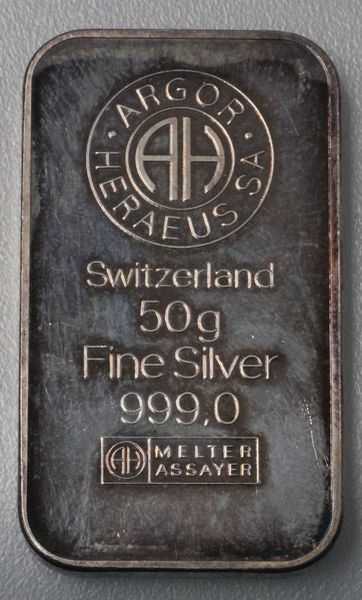 · ARGOR ·
HERAEUS SA
AH
Switzerland
50g
Fine Silver
999,0
AH MELTER
ASSAYER